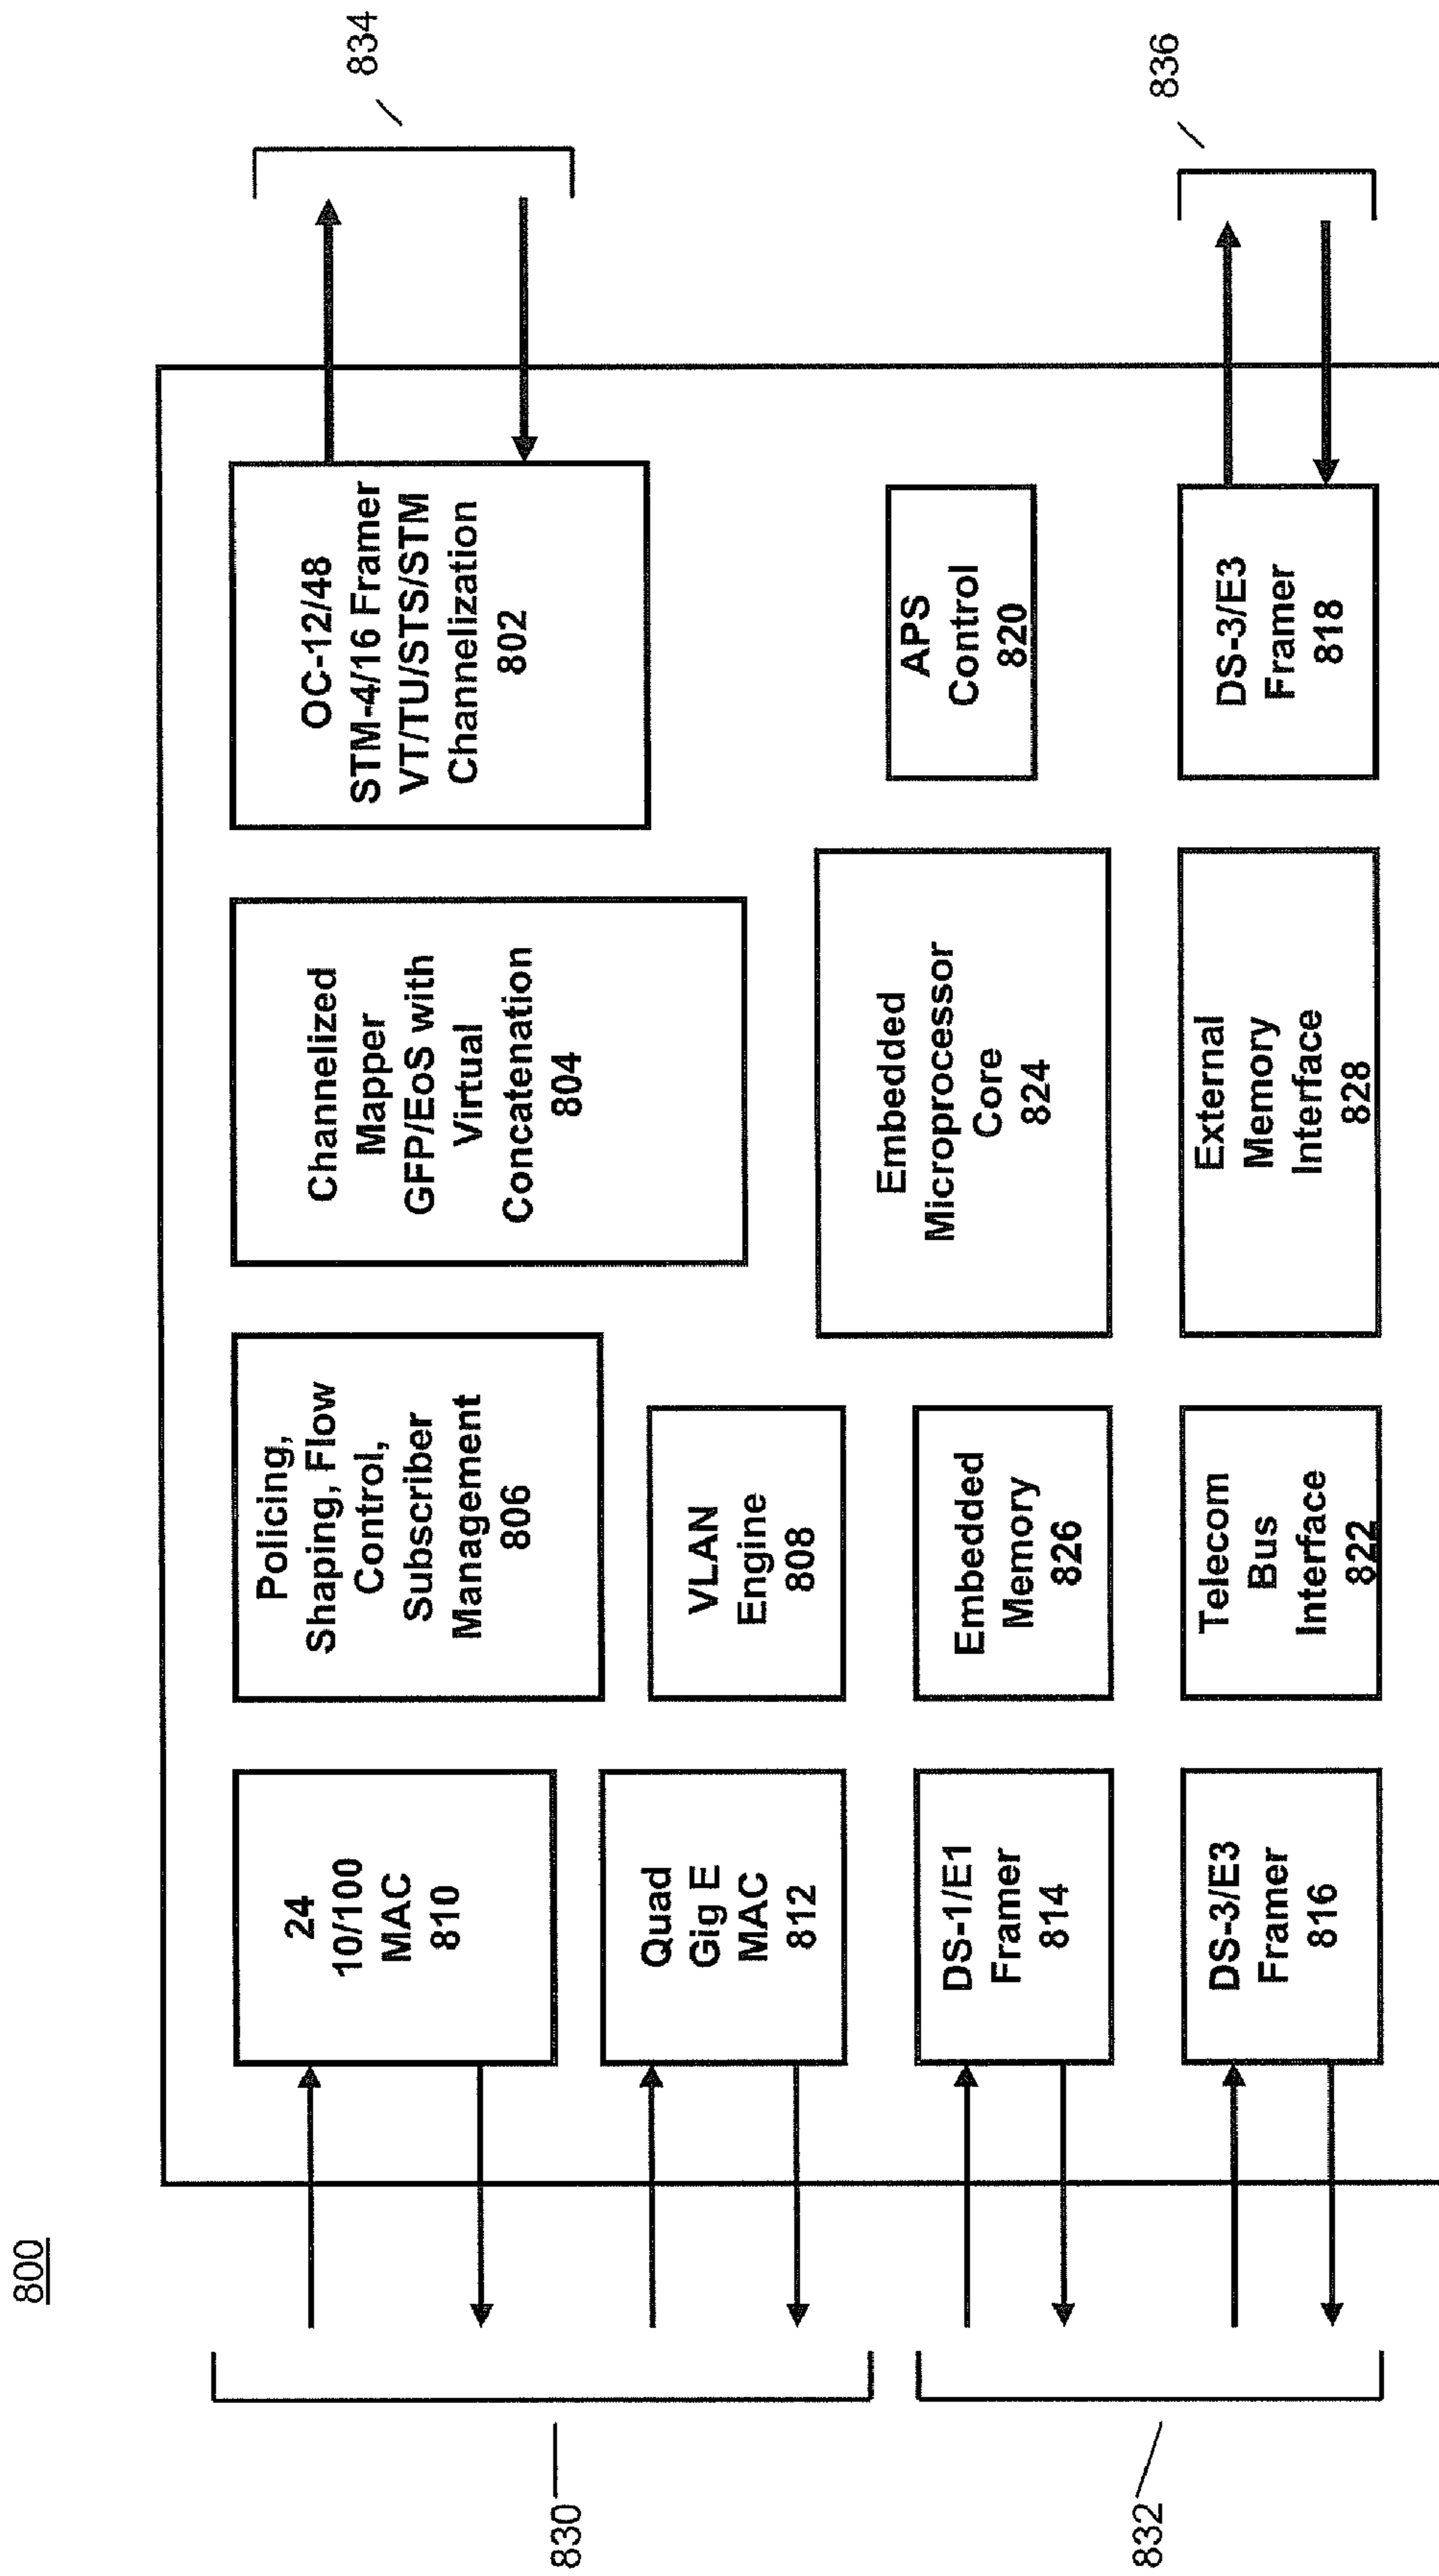 800
834
OC-12/48
STM-4/16 Framer
VT/TU/STS/STM
Channelization
802
Channelized
Mapper
GFP/EoS with
Virtual
Concatenation
804
Policing,
Shaping, Flow
Control,
Subscriber
Management
806
24
10/100
MAC
810
830
Quad
Gig E
MAC
812
VLAN
Engine
808
Embedded
Microprocessor
Core
824
APS
Control
820
DS-1/E1
Framer
814
Embedded
Memory
826
832
DS-3/E3
Framer
816
Telecom
Bus
Interface
822
External
Memory
Interface
828
DS-3/E3
Framer
818
836